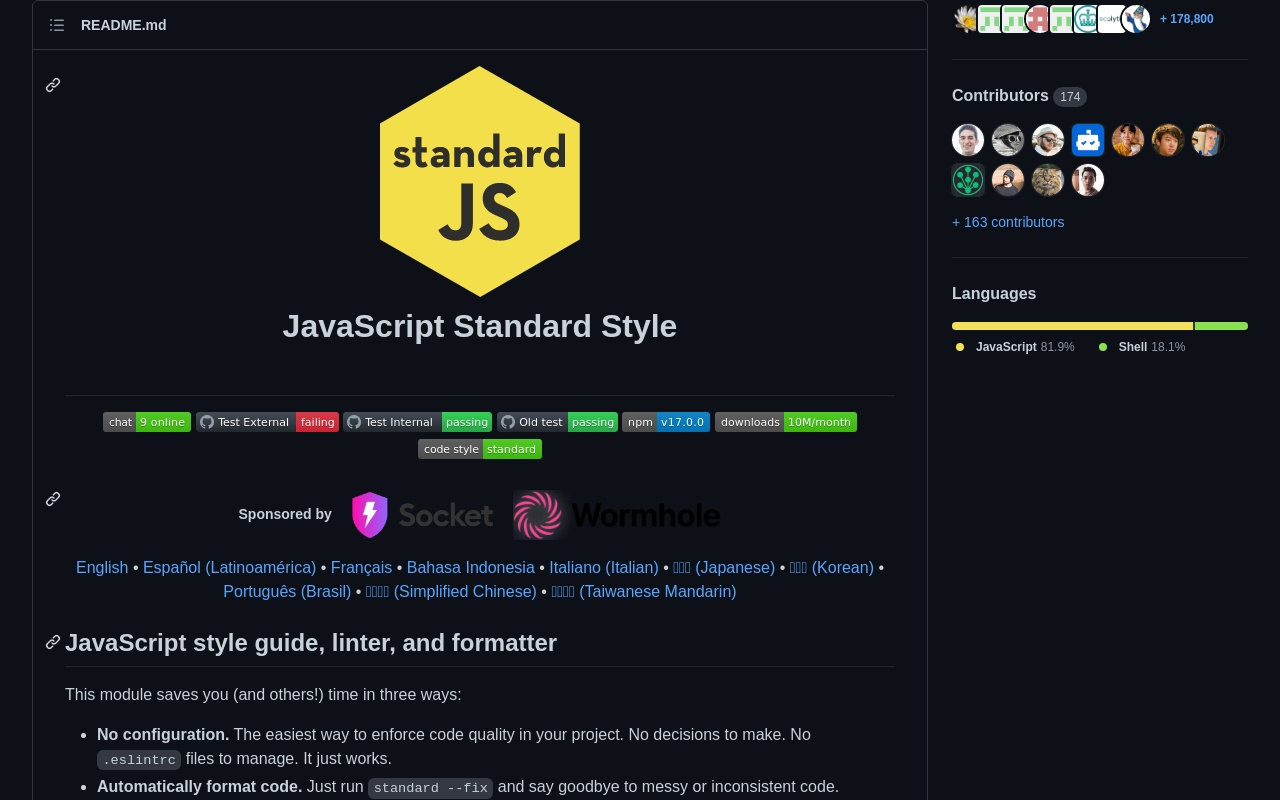 README.md
standard
JS
JavaScript Standard Style
chat 9 online Test External failing Test Internal passing Old test passing npm v17.0.0 downloads 10M/month
code style standard
Sponsored by Socket Wormhole
English • Español (Latinoamérica) • Français • Bahasa Indonesia • Italiano (Italian) • (Japanese) • (Korean) •
Português (Brasil) • (Simplified Chinese) • (Taiwanese Mandarin)
JavaScript style guide, linter, and formatter
This module saves you (and others!) time in three ways:
• No configuration. The easiest way to enforce code quality in your project. No decisions to make. No
.eslintrc files to manage. It just works.
• Automatically format code. Just run standard --fix and say goodbye to messy or inconsistent code.
+ 178,800
Contributors 174
+ 163 contributors
Languages
JavaScript 81.9% Shell 18.1%